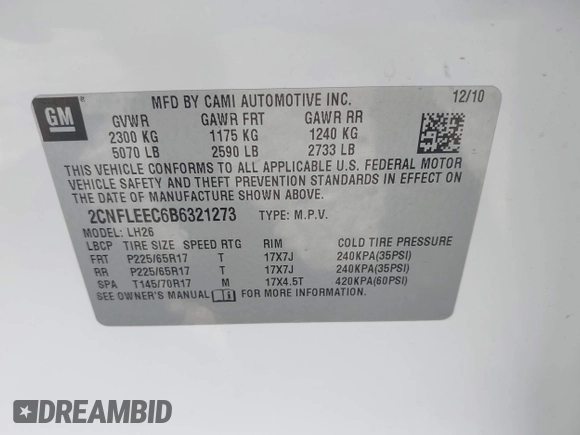 GM ®
MFD BY CAMI AUTOMOTIVE INC. 12/10
GVWR GAWR FRT GAWR RR
2300 KG 1175 KG 1240 KG
5070 LB 2590 LB 2733 LB
THIS VEHICLE CONFORMS TO ALL APPLICABLE U.S. FEDERAL MOTOR
VEHICLE SAFETY AND THEFT PREVENTION STANDARDS IN EFFECT ON
THE DATE OF MANUFACTURE SHOWN ABOVE.
2CNFLEEC6B6321273 TYPE: M.P.V.
MODEL: LH26
LBCP TIRE SIZE SPEED RTG RIM COLD TIRE PRESSURE
FRT P225/65R17 T 17X7J 240KPA(35PSI)
RR P225/65R17 T 17X7J 240KPA(35PSI)
SPA T145/70R17 M 17X4.5T 420KPA(60PSI)
SEE OWNER'S MANUAL FOR MORE INFORMATION.
DREAMBID